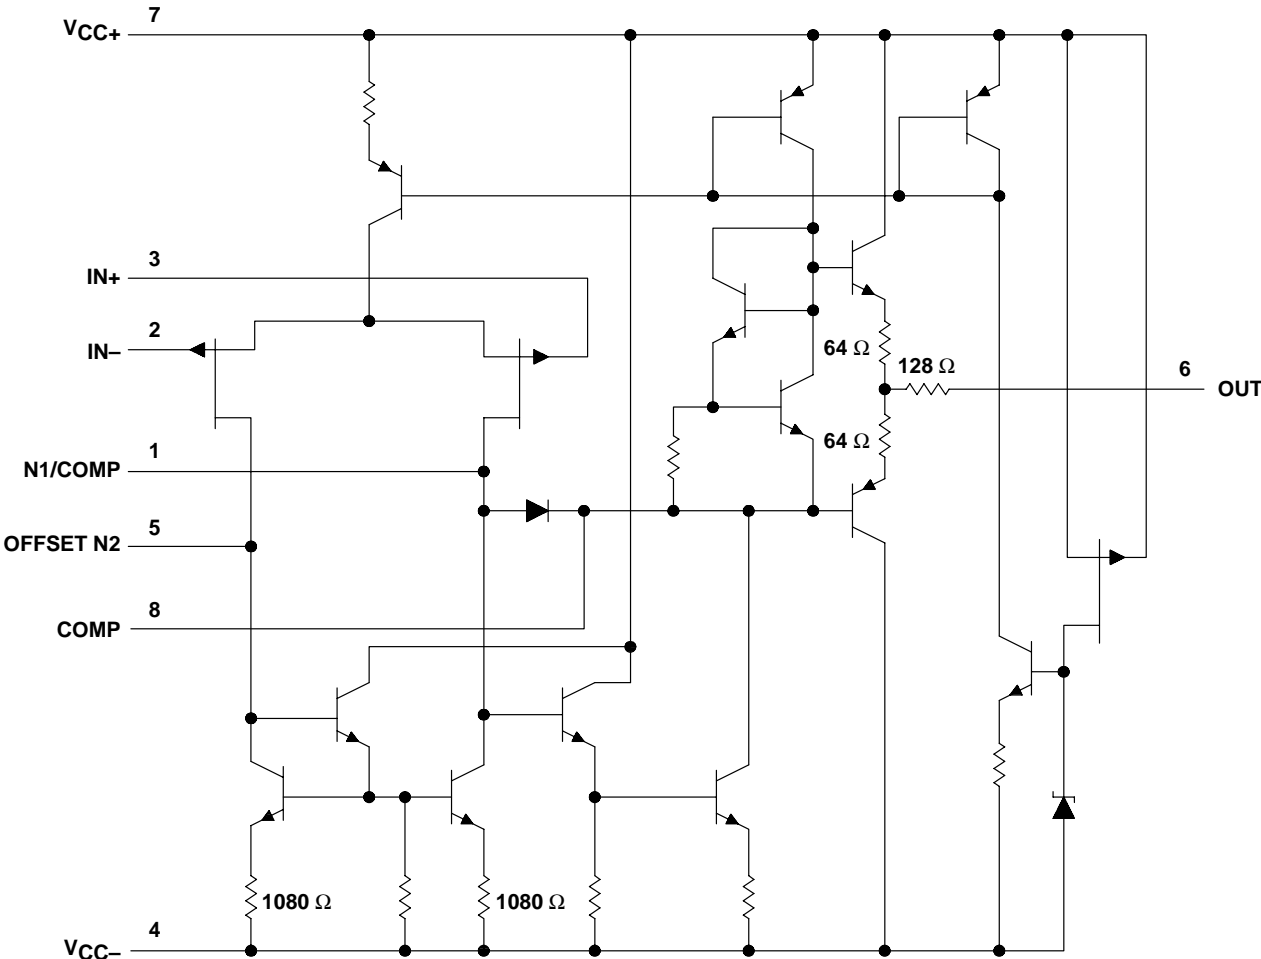 7
VCC+
3
IN+
2
IN–
64 Ω
128 Ω
6
OUT
64 Ω
1
N1/COMP
5
OFFSET N2
8
COMP
1080 Ω
1080 Ω
4
VCC–